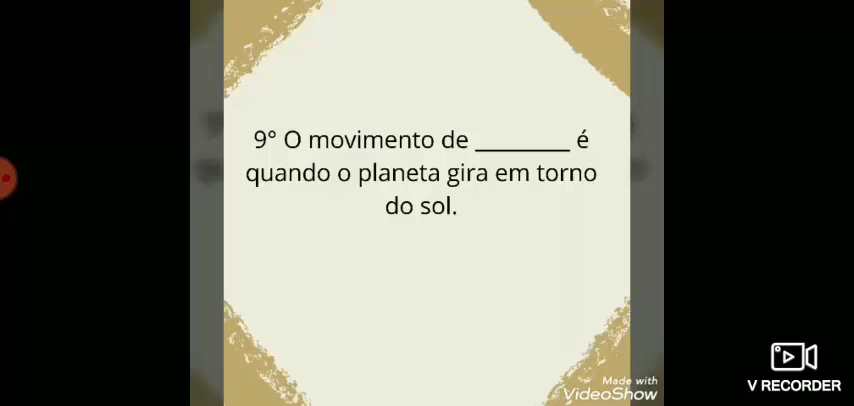 9° O movimento de ________ é
quando o planeta gira em torno
do sol.
Made with
VideoShow
V RECORDER